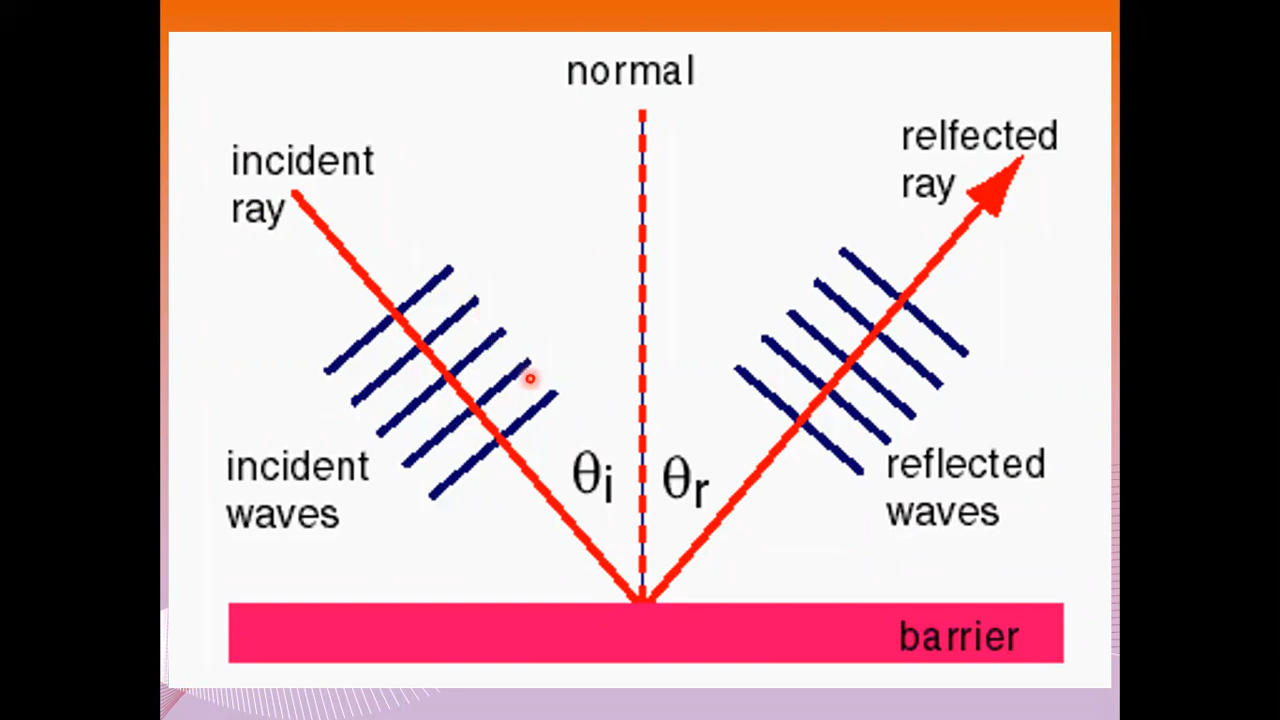 normal
incident
ray
relfected
ray
incident
waves
θi
θr
reflected
waves
barrier